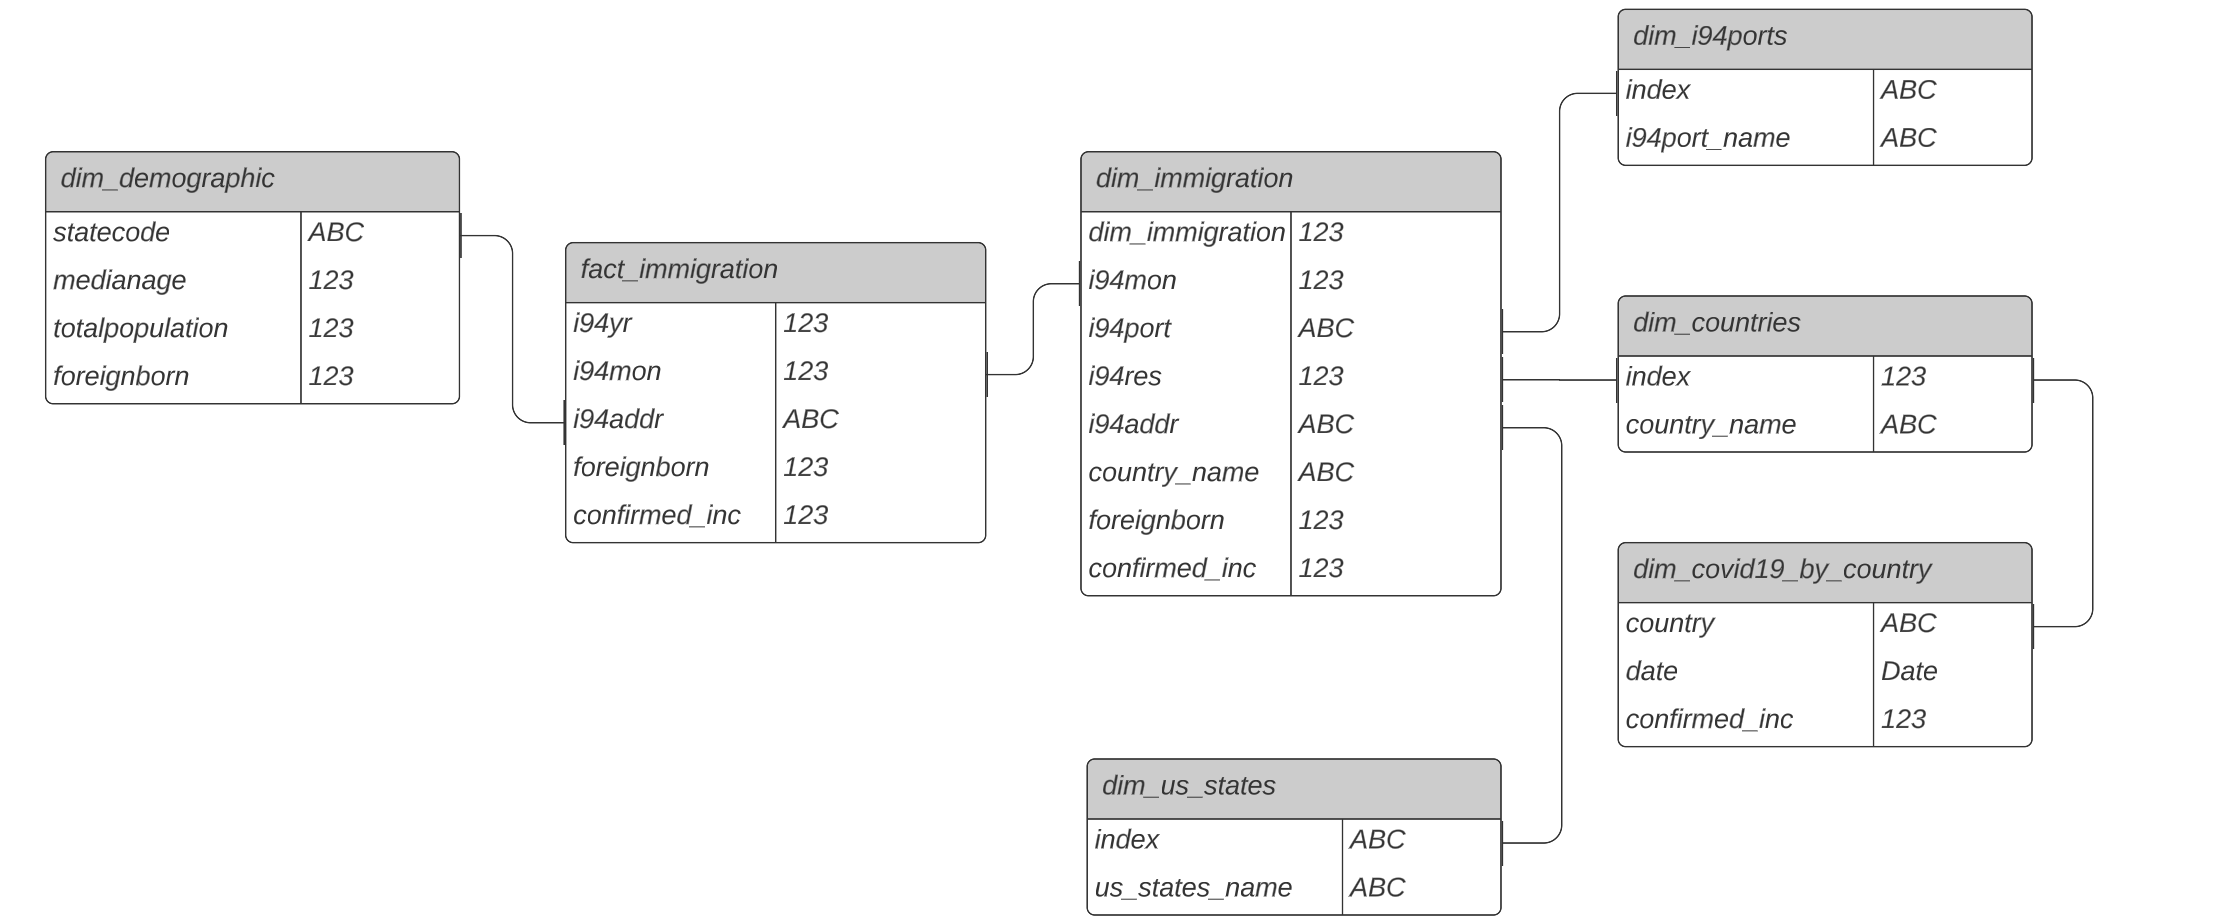 dim_demographic
statecode ABC
medianage 123
totalpopulation 123
foreignborn 123
fact_immigration
i94yr 123
i94mon 123
i94addr ABC
foreignborn 123
confirmed_inc 123
dim_immigration
dim_immigration 123
i94mon 123
i94port ABC
i94res 123
i94addr ABC
country_name ABC
foreignborn 123
confirmed_inc 123
dim_us_states
index ABC
us_states_name ABC
dim_i94ports
index ABC
i94port_name ABC
dim_countries
index 123
country_name ABC
dim_covid19_by_country
country ABC
date Date
confirmed_inc 123